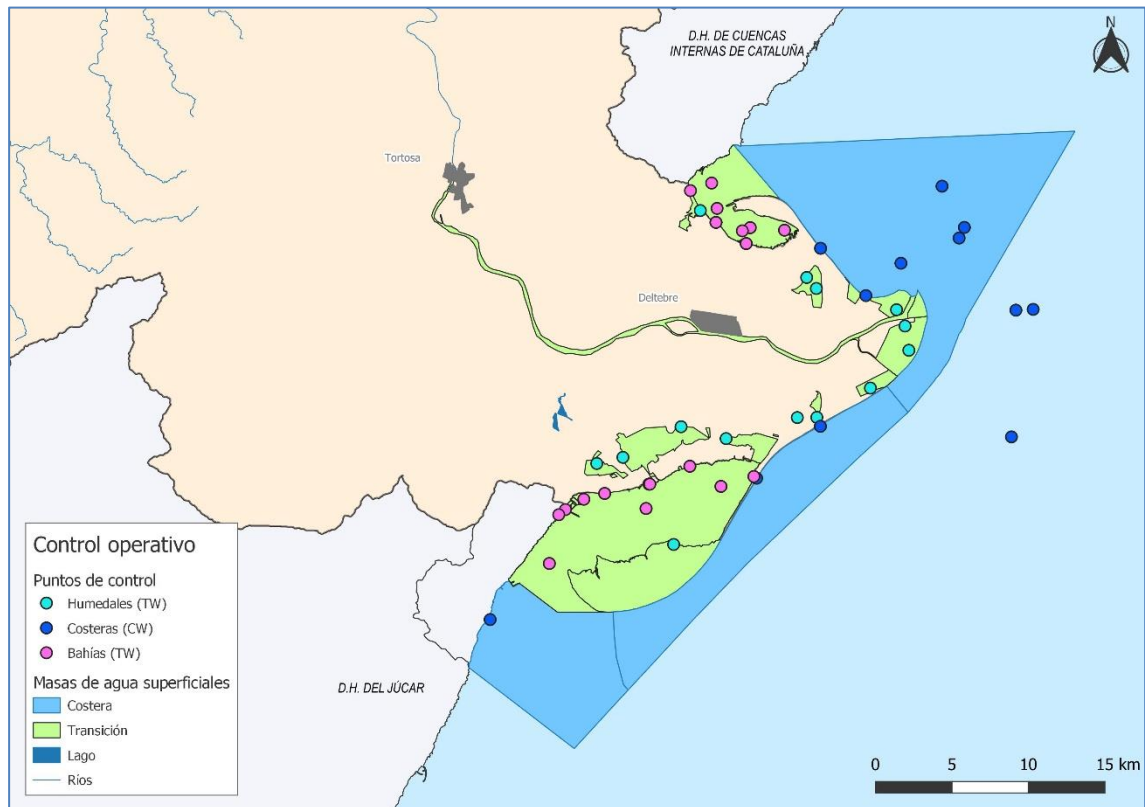 D.H. DE CUENCAS
INTERNAS DE CATALUÑA
N
Tortosa
Deltebre
D.H. DEL JÚCAR
Control operativo
Puntos de control
Humedales (TW)
Costeras (CW)
Bahías (TW)
Masas de agua superficiales
Costera
Transición
Lago
Ríos
0 5 10 15 km